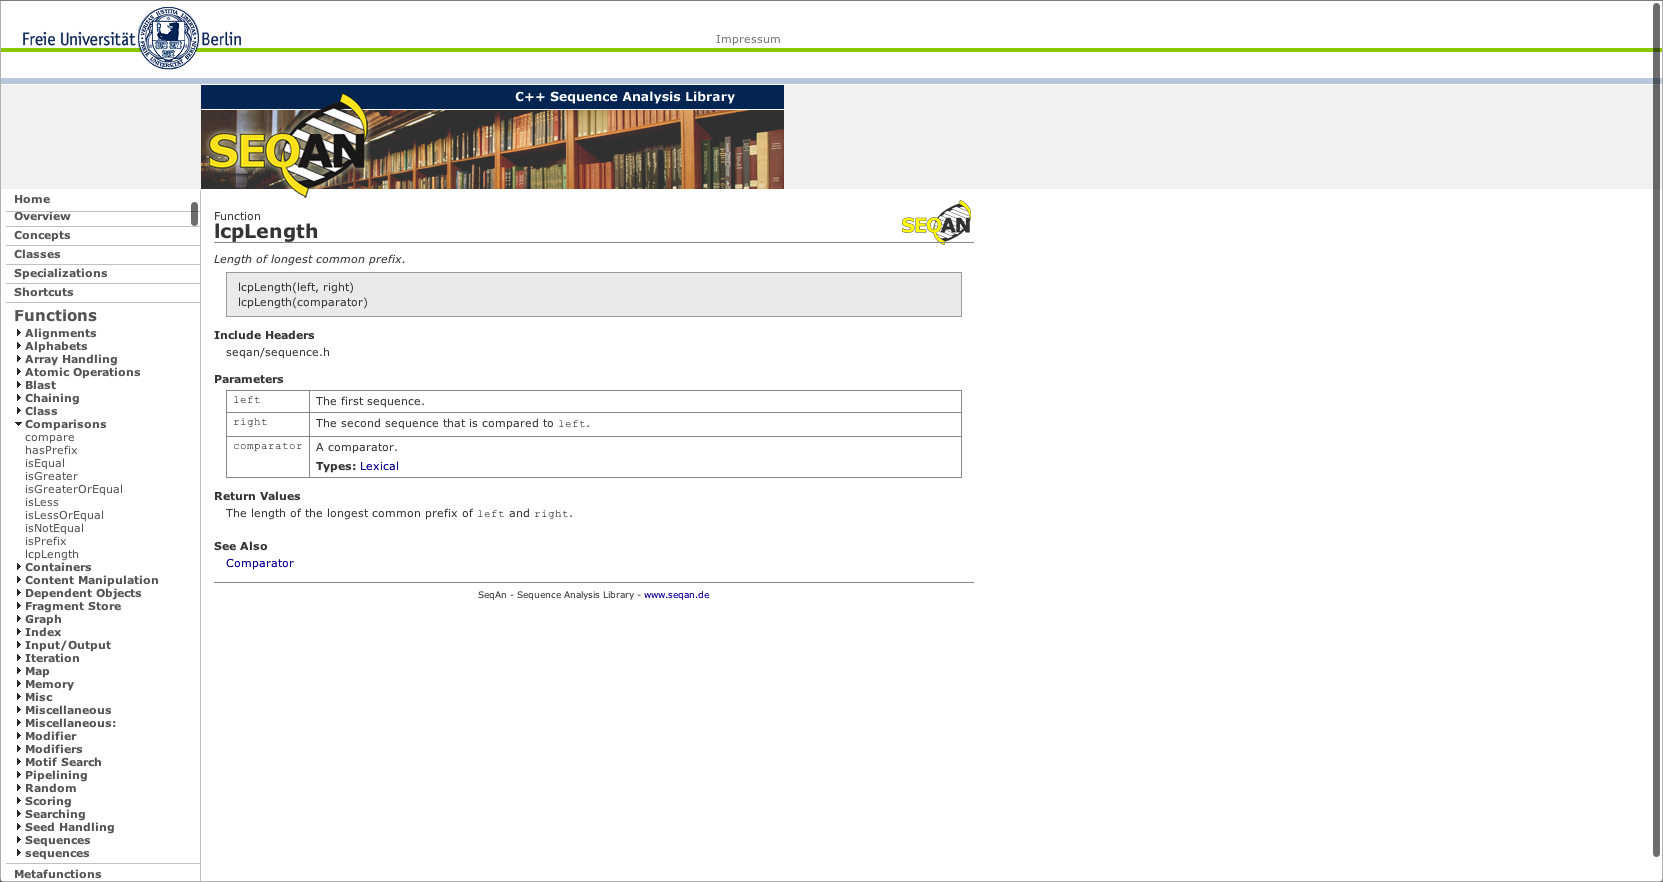 Freie Universität Berlin
Impressum
C++ Sequence Analysis Library
SEQAN
Home
Overview
Concepts
Classes
Specializations
Shortcuts
Functions
Alignments
Alphabets
Array Handling
Atomic Operations
Blast
Chaining
Class
Comparisons
compare
hasPrefix
isEqual
isGreater
isGreaterOrEqual
isLess
isLessOrEqual
isNotEqual
isPrefix
lcpLength
Containers
Content Manipulation
Dependent Objects
Fragment Store
Graph
Index
Input/Output
Iteration
Map
Memory
Misc
Miscellaneous
Miscellaneous:
Modifier
Modifiers
Motif Search
Pipelining
Random
Scoring
Searching
Seed Handling
Sequences
sequences
Metafunctions
Function
lcpLength
SEQAN
Length of longest common prefix.
lcpLength(left, right)
lcpLength(comparator)
Include Headers
seqan/sequence.h
Parameters
left The first sequence.
right The second sequence that is compared to left.
comparator A comparator.
Types: Lexical
Return Values
The length of the longest common prefix of left and right.
See Also
Comparator
SeqAn - Sequence Analysis Library - www.seqan.de